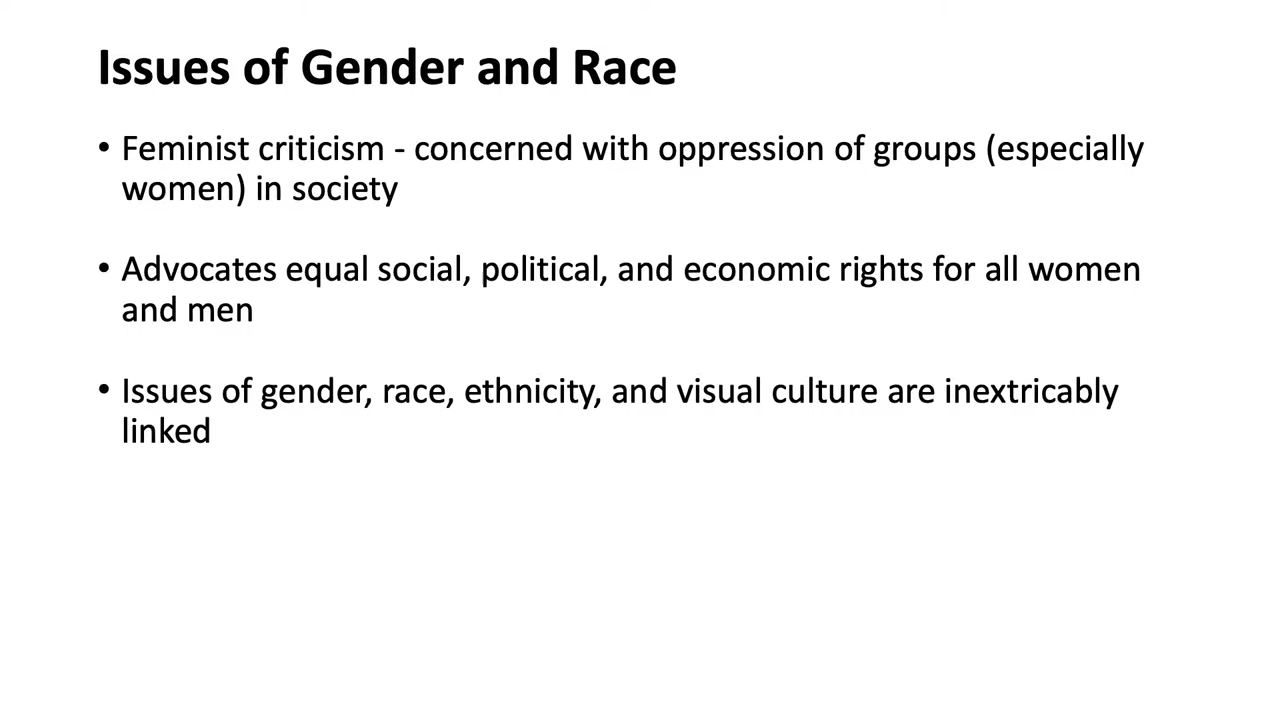 Issues of Gender and Race
• Feminist criticism - concerned with oppression of groups (especially
women) in society
• Advocates equal social, political, and economic rights for all women
and men
• Issues of gender, race, ethnicity, and visual culture are inextricably
linked